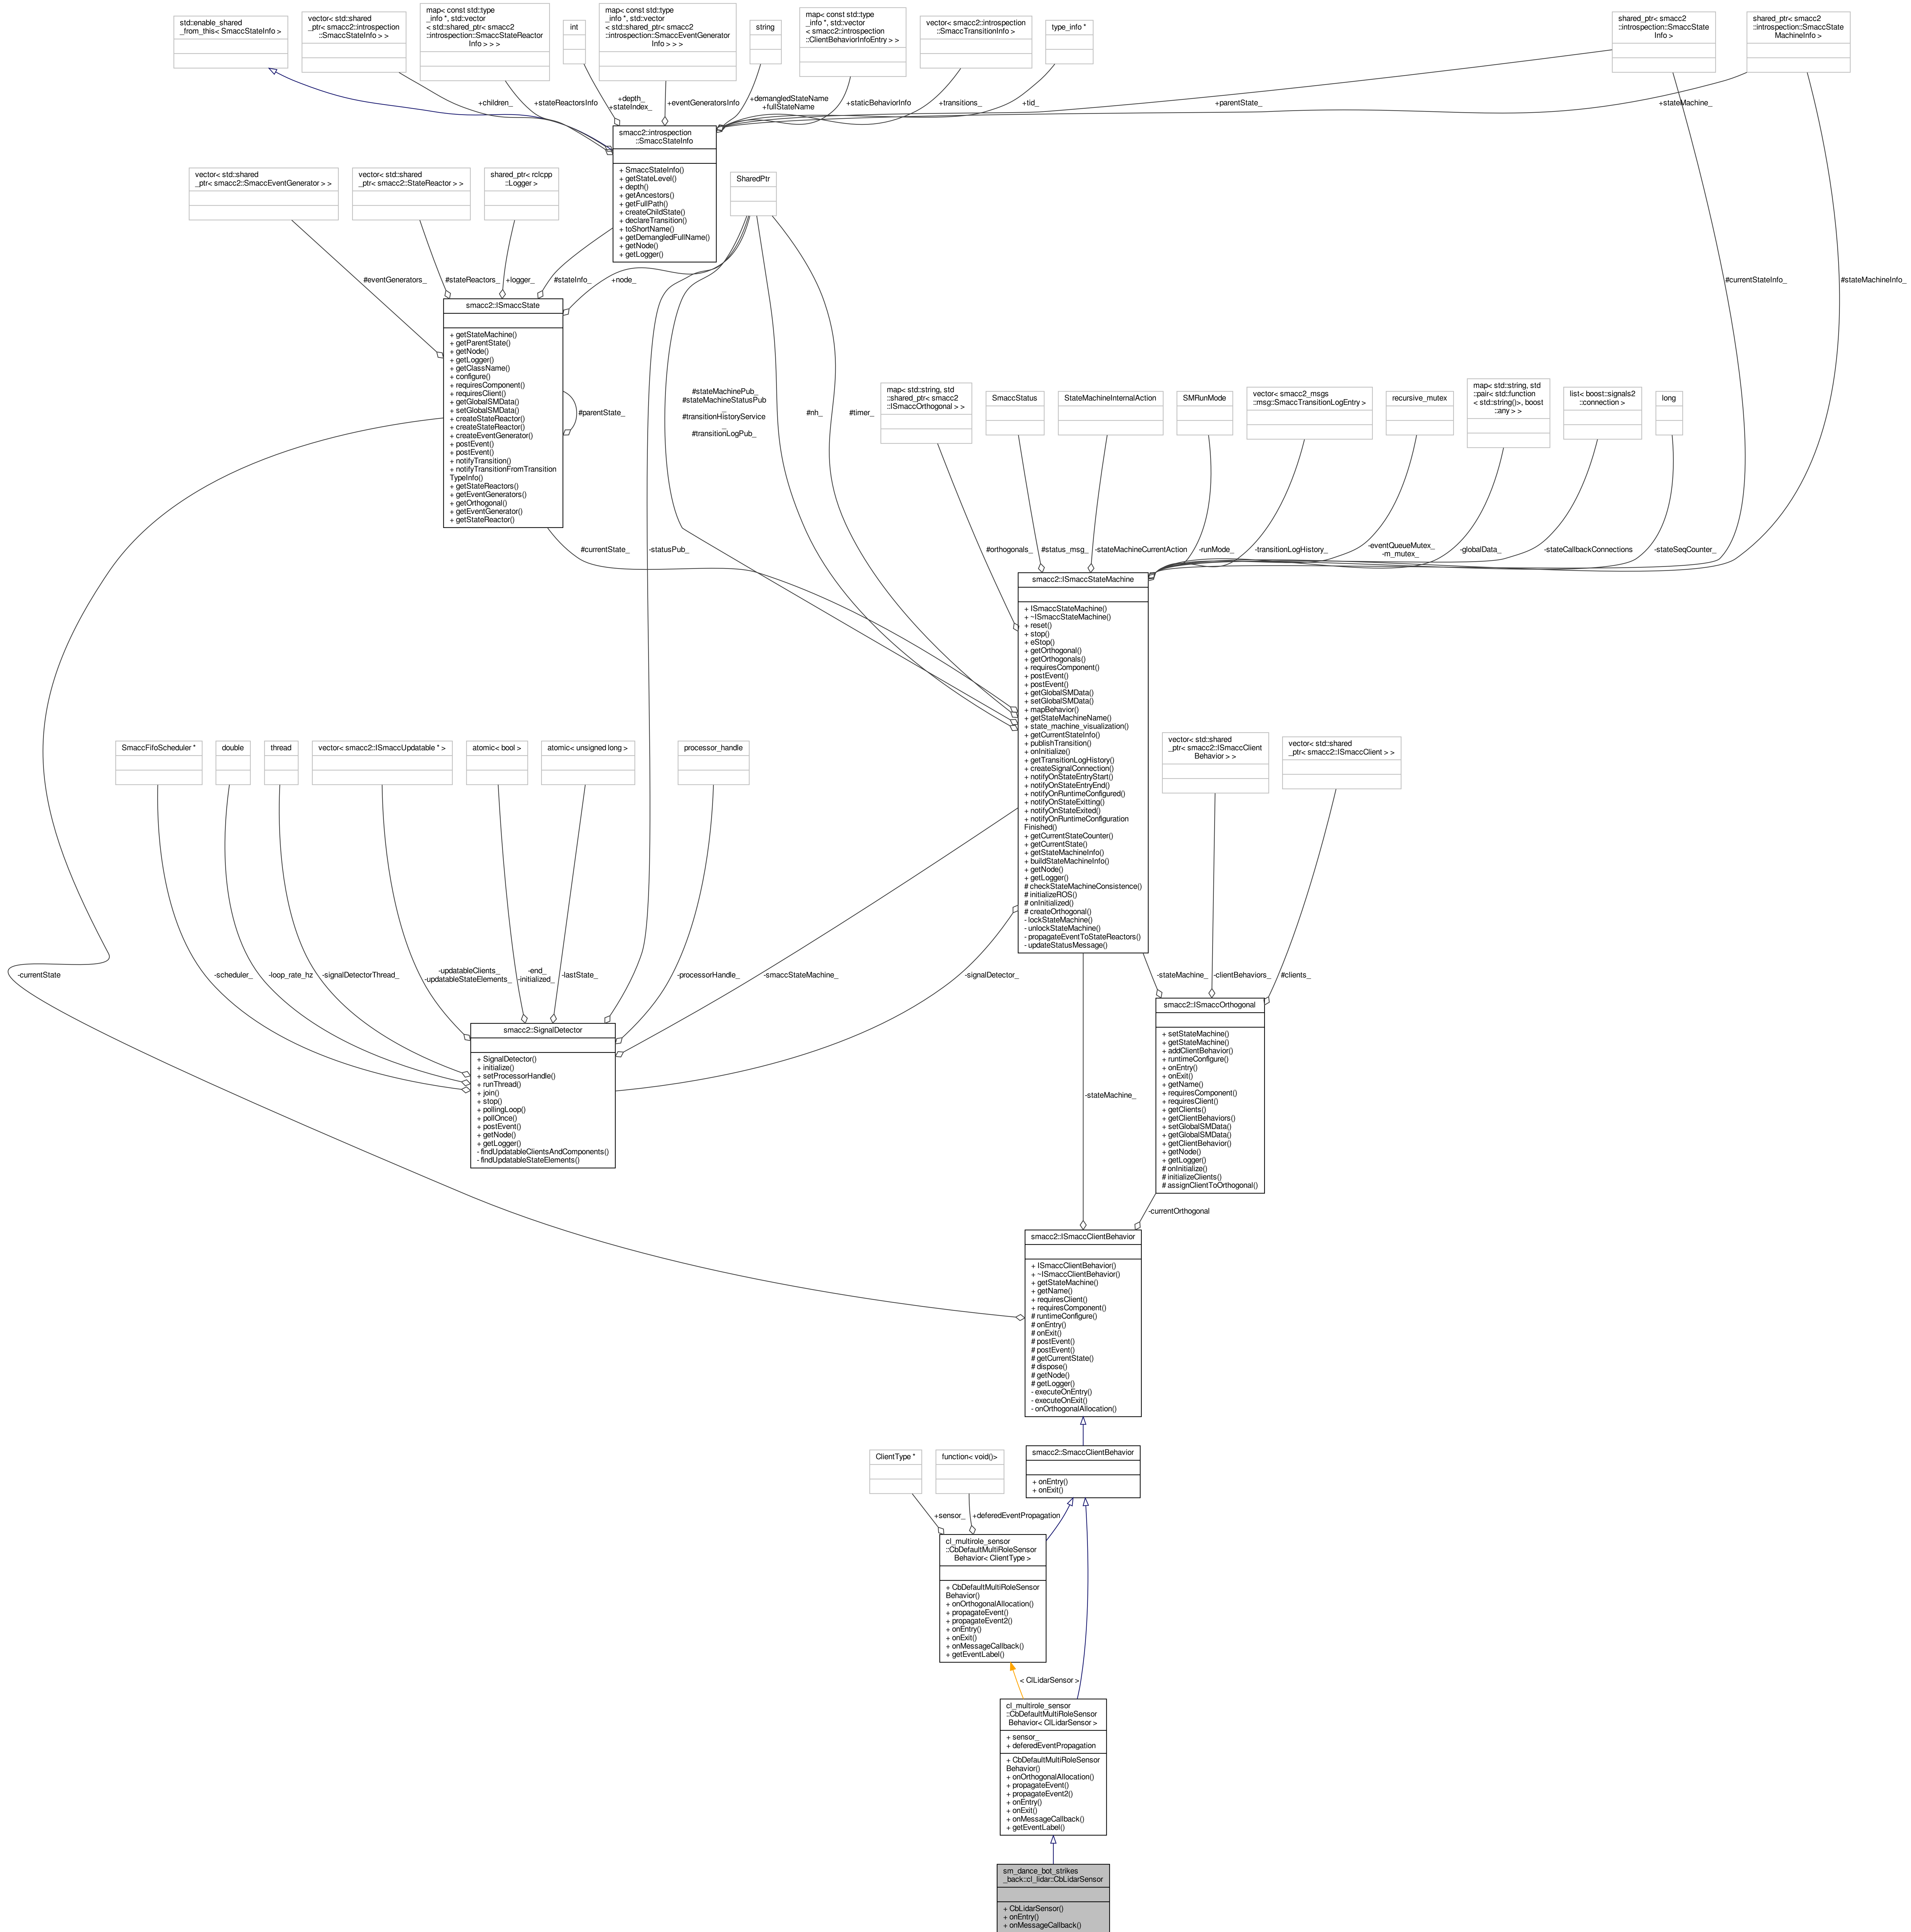 std::enable_shared
_from_this< SmaccStateInfo >
vector< std::shared
_ptr< smacc2::introspection
::SmaccStateInfo > >
map< const std::type
_info *, std::vector
< std::shared_ptr< smacc2
::introspection::SmaccStateReactor
Info > > >
int
map< const std::type
_info *, std::vector
< std::shared_ptr< smacc2
::introspection::SmaccEventGenerator
Info > > >
string
map< const std::type
_info *, std::vector
< smacc2::introspection
::ClientBehaviorInfoEntry > >
vector< smacc2::introspection
::SmaccTransitionInfo >
type_info *
shared_ptr< smacc2
::introspection::SmaccState
Info >
shared_ptr< smacc2
::introspection::SmaccState
MachineInfo >
+children_
+stateReactorsInfo
+depth_
+stateIndex_
+eventGeneratorsInfo
+demangledStateName
+fullStateName
+staticBehaviorInfo
+transitions_
+tid_
+parentState_
+stateMachine_
smacc2::introspection
::SmaccStateInfo
+ SmaccStateInfo()
+ getStateLevel()
+ depth()
+ getAncestors()
+ getFullPath()
+ createChildState()
+ declareTransition()
+ toShortName()
+ getDemangledFullName()
+ getNode()
+ getLogger()
vector< std::shared
_ptr< smacc2::SmaccEventGenerator > >
vector< std::shared
_ptr< smacc2::StateReactor > >
shared_ptr< rclcpp
::Logger >
SharedPtr
#eventGenerators_
#stateReactors_
+logger_
#stateInfo_
+node_
#currentStateInfo_
#stateMachineInfo_
smacc2::ISmaccState
+ getStateMachine()
+ getParentState()
+ getNode()
+ getLogger()
+ getClassName()
+ configure()
+ requiresComponent()
+ requiresClient()
+ getGlobalSMData()
+ setGlobalSMData()
+ createStateReactor()
+ createStateReactor()
+ createEventGenerator()
+ postEvent()
+ postEvent()
+ notifyTransition()
+ notifyTransitionFromTransition
TypeInfo()
+ getStateReactors()
+ getEventGenerators()
+ getOrthogonal()
+ getEventGenerator()
+ getStateReactor()
#parentState_
#stateMachinePub_
#stateMachineStatusPub
_
#transitionHistoryService
_
#transitionLogPub_
#nh_
#timer_
map< std::string, std
::shared_ptr< smacc2
::ISmaccOrthogonal > >
SmaccStatus
StateMachineInternalAction
SMRunMode
vector< smacc2_msgs
::msg::SmaccTransitionLogEntry >
recursive_mutex
map< std::string, std
::pair< std::function
< std::string()>, boost
::any > >
list< boost::signals2
::connection >
long
#currentState_
-statusPub_
#orthogonals_
#status_msg_
-stateMachineCurrentAction
-runMode_
-transitionLogHistory_
-eventQueueMutex_
-m_mutex_
-globalData_
-stateCallbackConnections
-stateSeqCounter_
smacc2::ISmaccStateMachine
+ ISmaccStateMachine()
+ ~ISmaccStateMachine()
+ reset()
+ stop()
+ eStop()
+ getOrthogonal()
+ getOrthogonals()
+ requiresComponent()
+ postEvent()
+ postEvent()
+ getGlobalSMData()
+ setGlobalSMData()
+ mapBehavior()
+ getStateMachineName()
+ state_machine_visualization()
+ getCurrentStateInfo()
+ publishTransition()
+ onInitialize()
+ getTransitionLogHistory()
+ createSignalConnection()
+ notifyOnStateEntryStart()
+ notifyOnStateEntryEnd()
+ notifyOnRuntimeConfigured()
+ notifyOnStateExitting()
+ notifyOnStateExited()
+ notifyOnRuntimeConfiguration
Finished()
+ getCurrentStateCounter()
+ getCurrentState()
+ getStateMachineInfo()
+ buildStateMachineInfo()
+ getNode()
+ getLogger()
# checkStateMachineConsistence()
# initializeROS()
# onInitialized()
# createOrthogonal()
- lockStateMachine()
- unlockStateMachine()
- propagateEventToStateReactors()
- updateStatusMessage()
SmaccFifoScheduler *
double
thread
vector< smacc2::ISmaccUpdatable * >
atomic< bool >
atomic< unsigned long >
processor_handle
vector< std::shared
_ptr< smacc2::ISmaccClient
Behavior > >
vector< std::shared
_ptr< smacc2::ISmaccClient > >
-currentState
-scheduler_
-loop_rate_hz
-signalDetectorThread_
-updatableClients_
-updatableStateElements_
-end_
-initialized_
-lastState_
-processorHandle_
-smaccStateMachine_
-signalDetector_
-stateMachine_
-clientBehaviors_
#clients_
smacc2::SignalDetector
+ SignalDetector()
+ initialize()
+ setProcessorHandle()
+ runThread()
+ join()
+ stop()
+ pollingLoop()
+ pollOnce()
+ postEvent()
+ getNode()
+ getLogger()
- findUpdatableClientsAndComponents()
- findUpdatableStateElements()
smacc2::ISmaccOrthogonal
+ setStateMachine()
+ getStateMachine()
+ addClientBehavior()
+ runtimeConfigure()
+ onEntry()
+ onExit()
+ getName()
+ requiresComponent()
+ requiresClient()
+ getClients()
+ getClientBehaviors()
+ setGlobalSMData()
+ getGlobalSMData()
+ getClientBehavior()
+ getNode()
+ getLogger()
# onInitialize()
# initializeClients()
# assignClientToOrthogonal()
-stateMachine_
-currentOrthogonal
smacc2::ISmaccClientBehavior
+ ISmaccClientBehavior()
+ ~ISmaccClientBehavior()
+ getStateMachine()
+ getName()
+ requiresClient()
+ requiresComponent()
# runtimeConfigure()
# onEntry()
# onExit()
# postEvent()
# postEvent()
# getCurrentState()
# dispose()
# getNode()
# getLogger()
- executeOnEntry()
- executeOnExit()
- onOrthogonalAllocation()
ClientType *
function< void()>
smacc2::SmaccClientBehavior
+ onEntry()
+ onExit()
+sensor_
+deferedEventPropagation
cl_multirole_sensor
::CbDefaultMultiRoleSensor
Behavior< ClientType >
+ CbDefaultMultiRoleSensor
Behavior()
+ onOrthogonalAllocation()
+ propagateEvent()
+ propagateEvent2()
+ onEntry()
+ onExit()
+ onMessageCallback()
+ getEventLabel()
< ClLidarSensor >
cl_multirole_sensor
::CbDefaultMultiRoleSensor
Behavior< ClLidarSensor >
+ sensor_
+ deferedEventPropagation
+ CbDefaultMultiRoleSensor
Behavior()
+ onOrthogonalAllocation()
+ propagateEvent()
+ propagateEvent2()
+ onEntry()
+ onExit()
+ onMessageCallback()
+ getEventLabel()
sm_dance_bot_strikes
_back::cl_lidar::CbLidarSensor
+ CbLidarSensor()
+ onEntry()
+ onMessageCallback()